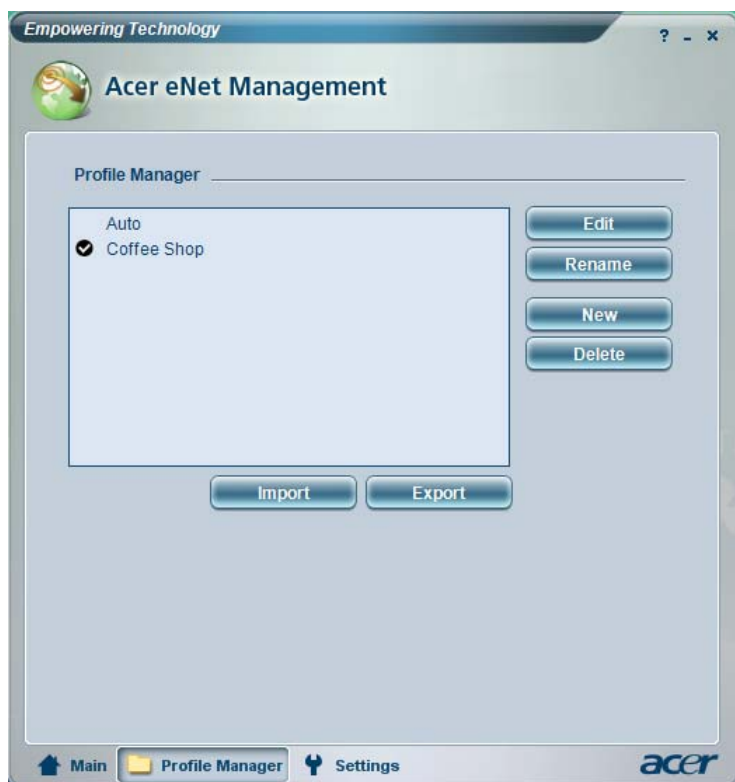 Empowering Technology
? - x
Acer eNet Management
Profile Manager
Auto
Coffee Shop
Edit
Rename
New
Delete
Import Export
Main Profile Manager Settings
acer